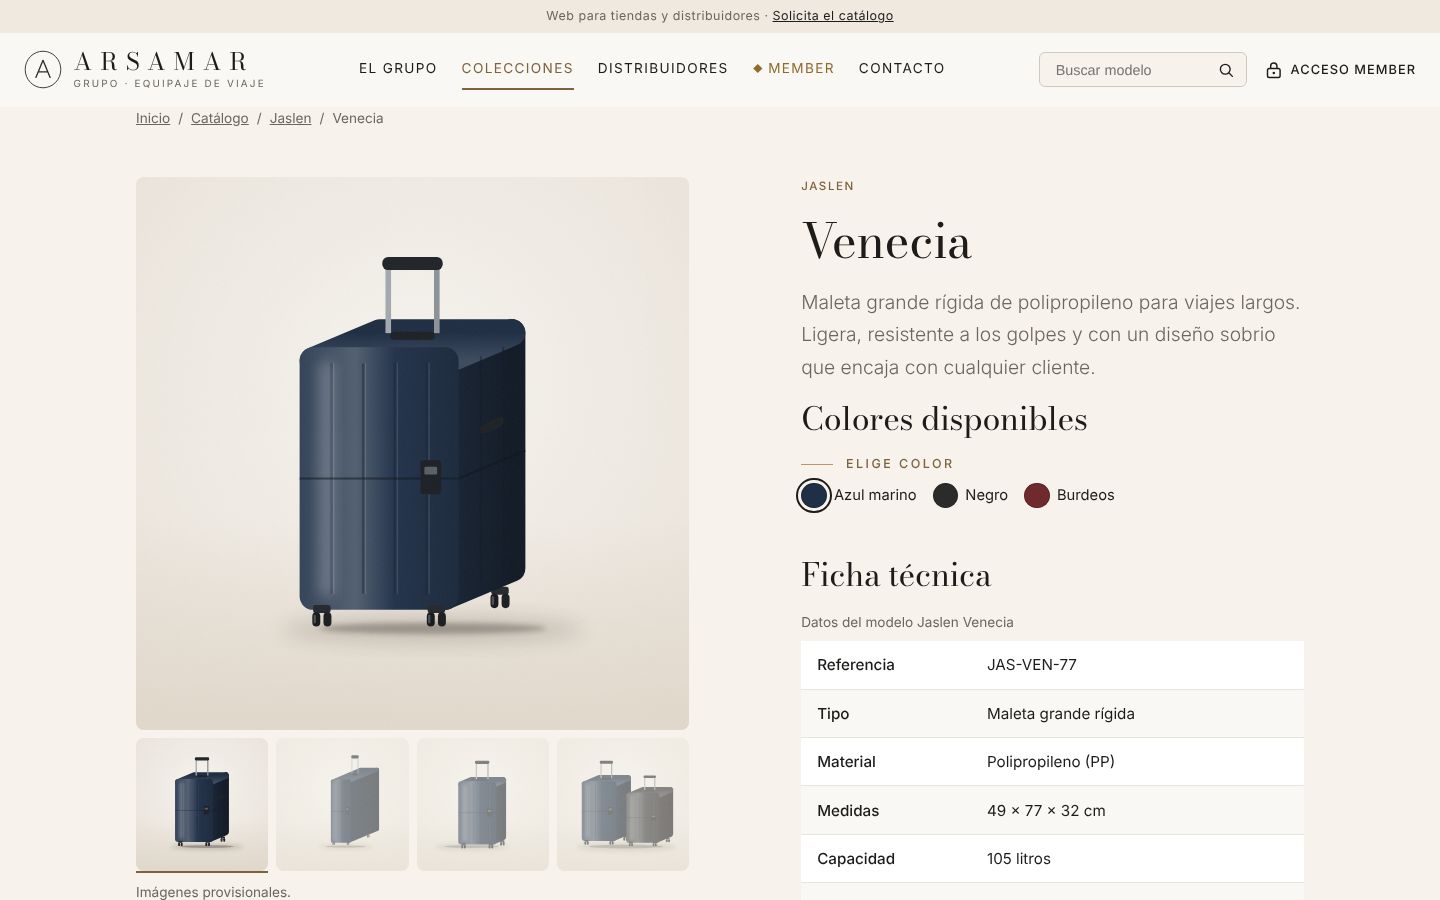 Web para tiendas y distribuidores · Solicita el catálogo
A
ARSAMAR
GRUPO · EQUIPAJE DE VIAJE
EL GRUPO
COLECCIONES
DISTRIBUIDORES
◆ MEMBER
CONTACTO
Buscar modelo
ACCESO MEMBER
Inicio / Catálogo / Jaslen / Venecia
JASLEN
Venecia
Maleta grande rígida de polipropileno para viajes largos.
Ligera, resistente a los golpes y con un diseño sobrio
que encaja con cualquier cliente.
Colores disponibles
ELIGE COLOR
Azul marino
Negro
Burdeos
Ficha técnica
Datos del modelo Jaslen Venecia
Referencia JAS-VEN-77
Tipo Maleta grande rígida
Material Polipropileno (PP)
Medidas 49 × 77 × 32 cm
Capacidad 105 litros
Imágenes provisionales.